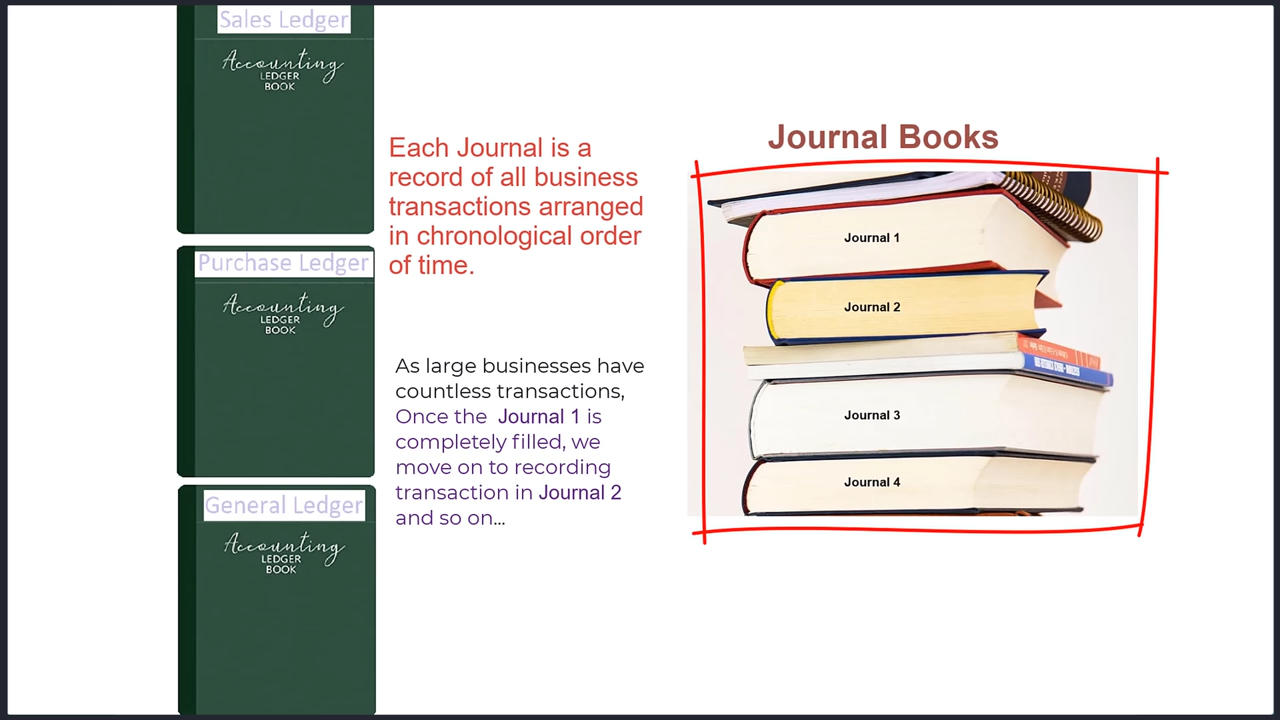 Sales Ledger
Accounting
LEDGER
BOOK
Purchase Ledger
Accounting
LEDGER
BOOK
General Ledger
Accounting
LEDGER
BOOK
Each Journal is a
record of all business
transactions arranged
in chronological order
of time.
As large businesses have
countless transactions,
Once the Journal 1 is
completely filled, we
move on to recording
transaction in Journal 2
and so on...
Journal Books
Journal 1
Journal 2
Journal 3
Journal 4